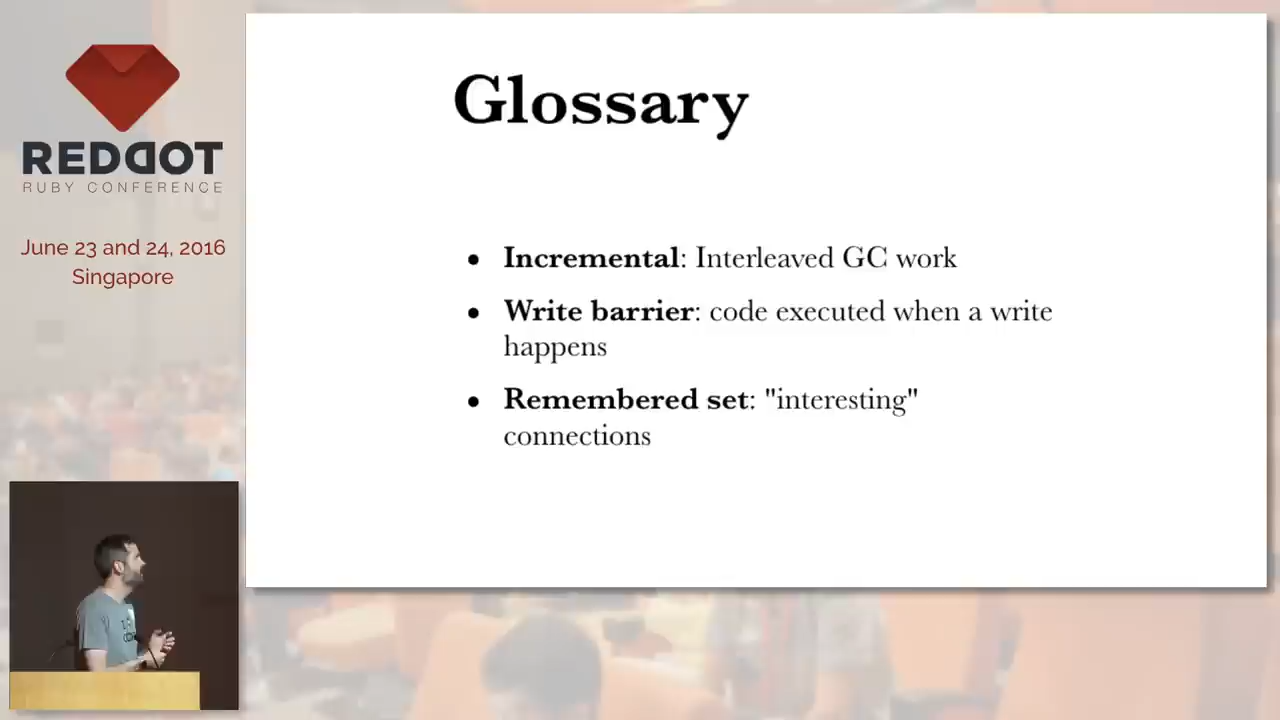 REDDOT
RUBY CONFERENCE
June 23 and 24, 2016
Singapore
Glossary
• Incremental: Interleaved GC work
• Write barrier: code executed when a write
happens
• Remembered set: "interesting"
connections